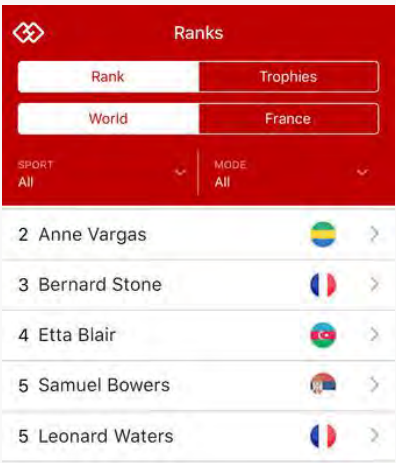 Ranks
Rank Trophies
World France
SPORT MODE
All All
2 Anne Vargas
3 Bernard Stone
4 Etta Blair
5 Samuel Bowers
5 Leonard Waters